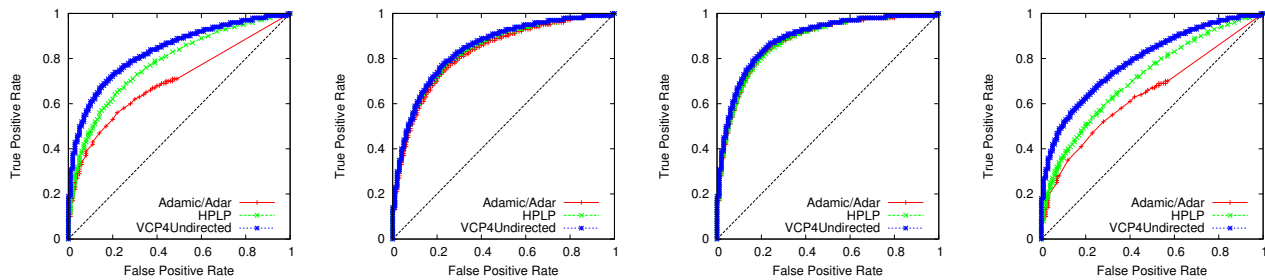 True Positive Rate
1
0.8
0.6
0.4
0.2
0
Adamic/Adar
HPLP
VCP4Undirected
0 0.2 0.4 0.6 0.8 1
False Positive Rate
True Positive Rate
1
0.8
0.6
0.4
0.2
0
Adamic/Adar
HPLP
VCP4Undirected
0 0.2 0.4 0.6 0.8 1
False Positive Rate
True Positive Rate
1
0.8
0.6
0.4
0.2
0
Adamic/Adar
HPLP
VCP4Undirected
0 0.2 0.4 0.6 0.8 1
False Positive Rate
True Positive Rate
1
0.8
0.6
0.4
0.2
0
Adamic/Adar
HPLP
VCP4Undirected
0 0.2 0.4 0.6 0.8 1
False Positive Rate